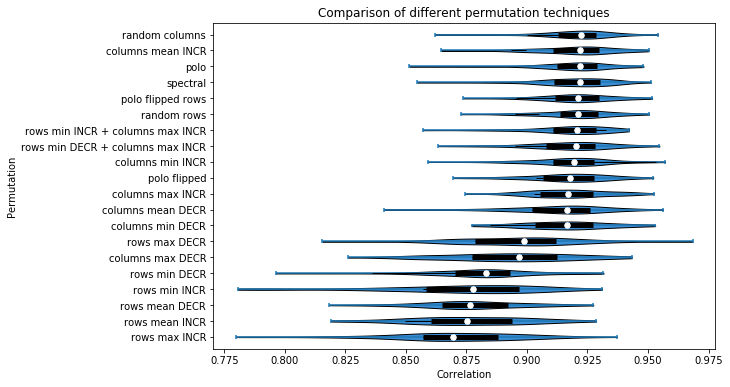 Comparison of different permutation techniques
random columns
columns mean INCR
polo
spectral
polo flipped rows
random rows
rows min INCR + columns max INCR
rows min DECR + columns max INCR
columns min INCR
polo flipped
columns max INCR
columns mean DECR
columns min DECR
rows max DECR
columns max DECR
rows min DECR
rows min INCR
rows mean DECR
rows mean INCR
rows max INCR
Permutation
0.775 0.800 0.825 0.850 0.875 0.900 0.925 0.950 0.975
Correlation